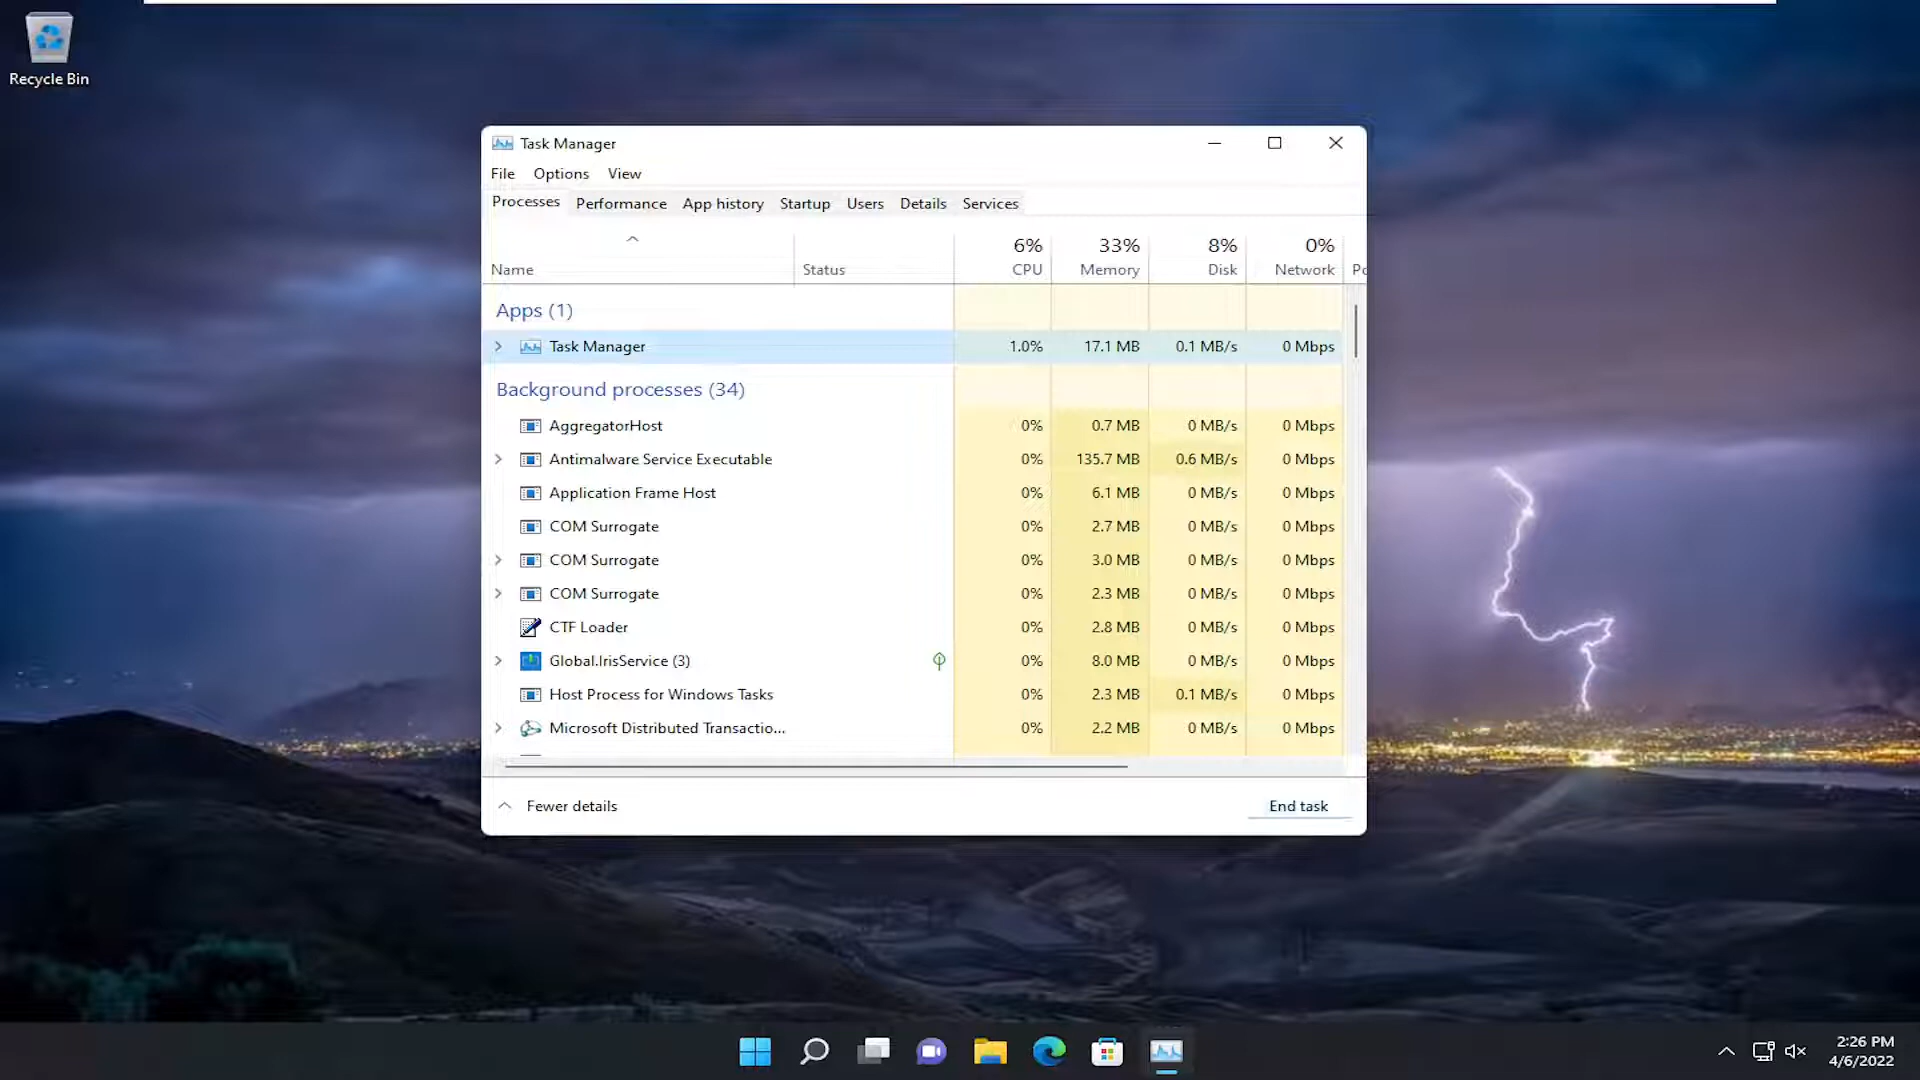 Recycle Bin
Task Manager
File Options View
Processes Performance App history Startup Users Details Services
6% 33% 8% 0%
Name Status CPU Memory Disk Network Po
Apps (1)
Task Manager 1.0% 17.1 MB 0.1 MB/s 0 Mbps
Background processes (34)
AggregatorHost 0% 0.7 MB 0 MB/s 0 Mbps
Antimalware Service Executable 0% 135.7 MB 0.6 MB/s 0 Mbps
Application Frame Host 0% 6.1 MB 0 MB/s 0 Mbps
COM Surrogate 0% 2.7 MB 0 MB/s 0 Mbps
COM Surrogate 0% 3.0 MB 0 MB/s 0 Mbps
COM Surrogate 0% 2.3 MB 0 MB/s 0 Mbps
CTF Loader 0% 2.8 MB 0 MB/s 0 Mbps
Global.IrisService (3) 0% 8.0 MB 0 MB/s 0 Mbps
Host Process for Windows Tasks 0% 2.3 MB 0.1 MB/s 0 Mbps
Microsoft Distributed Transactio... 0% 2.2 MB 0 MB/s 0 Mbps
Fewer details End task
2:26 PM
4/6/2022